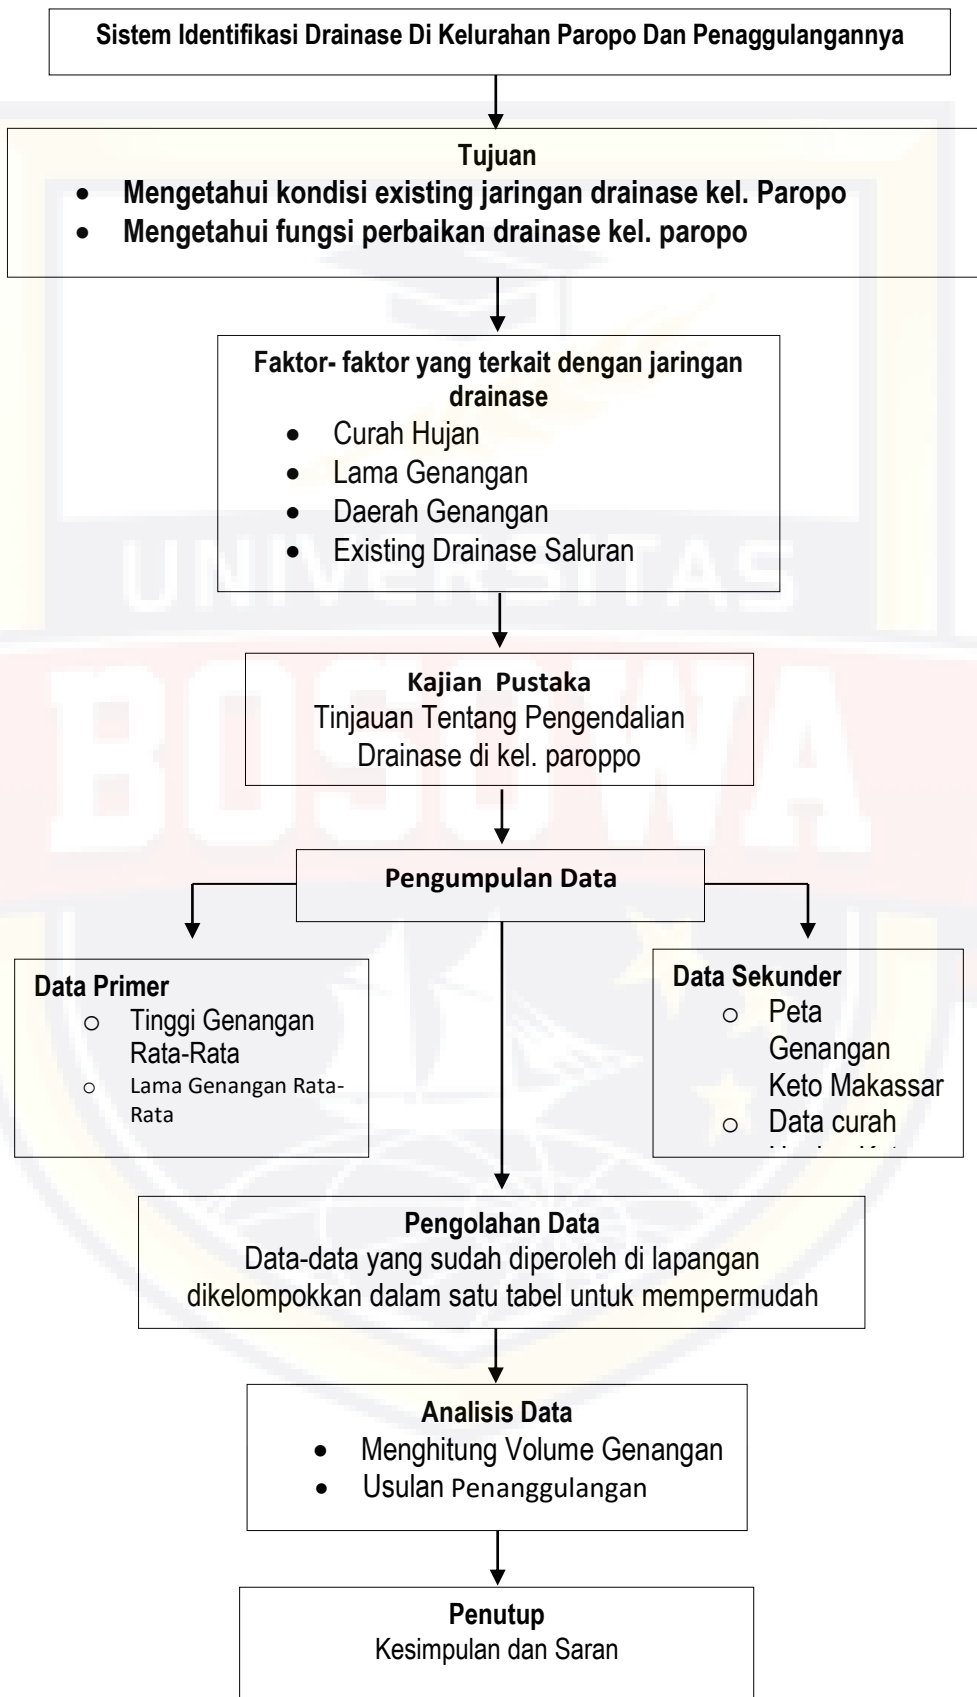 Sistem Identifikasi Drainase Di Kelurahan Paropo Dan Penaggulangannya
Tujuan
• Mengetahui kondisi existing jaringan drainase kel. Paropo
• Mengetahui fungsi perbaikan drainase kel. paropo
Faktor- faktor yang terkait dengan jaringan
drainase
• Curah Hujan
• Lama Genangan
• Daerah Genangan
• Existing Drainase Saluran
UNIVERSITAS
Kajian Pustaka
Tinjauan Tentang Pengendalian
Drainase di kel. paroppo
BOSOWA
Pengumpulan Data
Data Primer
o Tinggi Genangan
Rata-Rata
o Lama Genangan Rata-
Rata
Data Sekunder
o Peta
Genangan
Keto Makassar
o Data curah
Pengolahan Data
Data-data yang sudah diperoleh di lapangan
dikelompokkan dalam satu tabel untuk mempermudah
Analisis Data
• Menghitung Volume Genangan
• Usulan Penanggulangan
Penutup
Kesimpulan dan Saran